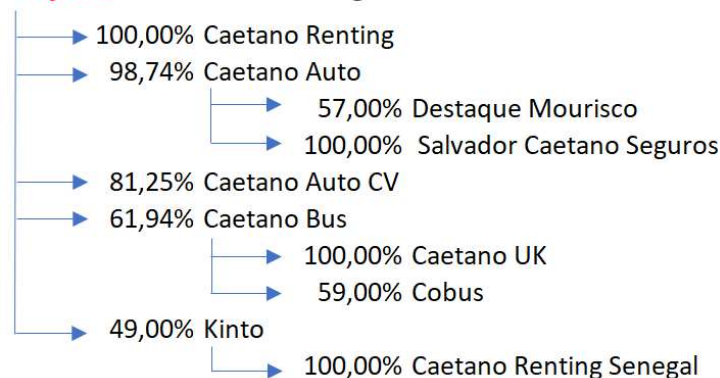 100,00% Caetano Renting
98,74% Caetano Auto
57,00% Destaque Mourisco
100,00% Salvador Caetano Seguros
81,25% Caetano Auto CV
61,94% Caetano Bus
100,00% Caetano UK
59,00% Cobus
49,00% Kinto
100,00% Caetano Renting Senegal